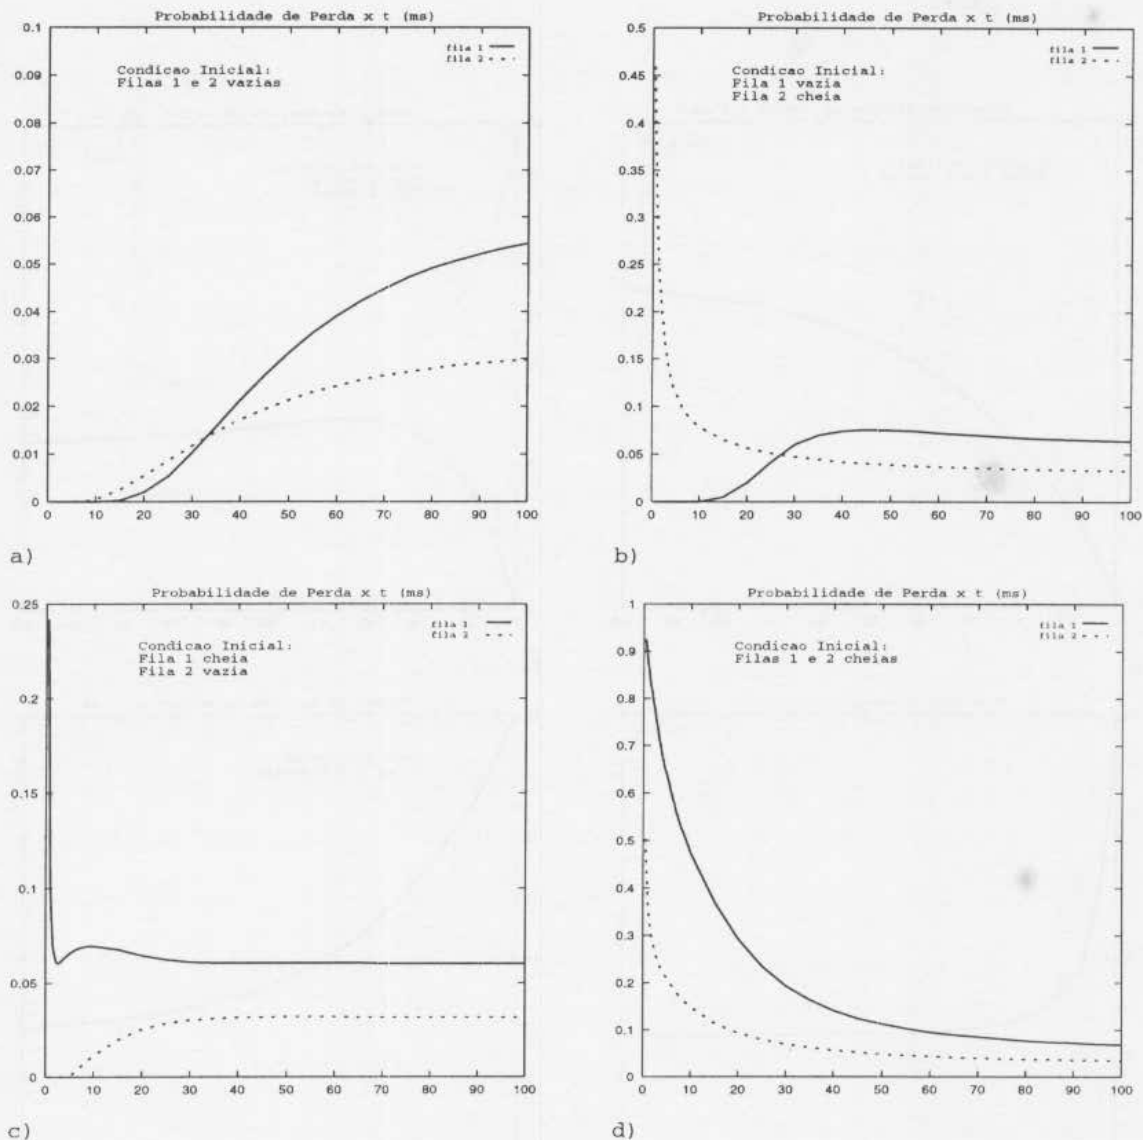 Probabilidade de Perda x t (ms)
0.1
0.09
0.08
0.07
0.06
0.05
0.04
0.03
0.02
0.01
0
0 10 20 30 40 50 60 70 80 90 100
fila 1
fila 2
Condicao Inicial:
Filas 1 e 2 vazias
a)
Probabilidade de Perda x t (ms)
0.5
0.45
0.4
0.35
0.3
0.25
0.2
0.15
0.1
0.05
0
0 10 20 30 40 50 60 70 80 90 100
fila 1
fila 2
Condicao Inicial:
Fila 1 vazia
Fila 2 cheia
b)
Probabilidade de Perda x t (ms)
0.25
0.2
0.15
0.1
0.05
0
0 10 20 30 40 50 60 70 80 90 100
fila 1
fila 2
Condicao Inicial:
Fila 1 cheia
Fila 2 vazia
c)
Probabilidade de Perda x t (ms)
1
0.9
0.8
0.7
0.6
0.5
0.4
0.3
0.2
0.1
0
0 10 20 30 40 50 60 70 80 90 100
fila 1
fila 2
Condicao Inicial:
Filas 1 e 2 cheias
d)